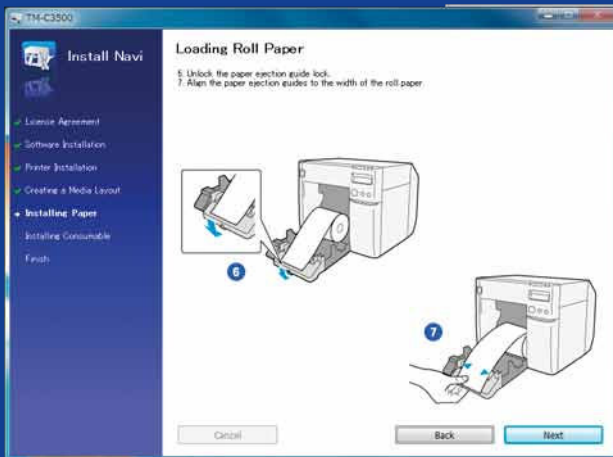 TM-C3500
Install Navi
License Agreement
Software Installation
Printer Installation
Creating a Media Layout
Installing Paper
Installing Consumable
Finish
Loading Roll Paper
6. Unlock the paper ejection guide lock.
7. Align the paper ejection guides to the width of the roll paper
6
7
Cancel
Back
Next